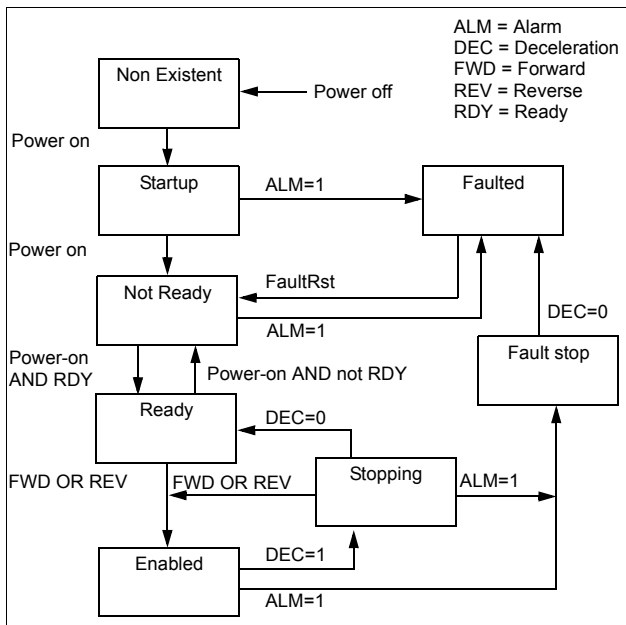 ALM = Alarm
DEC = Deceleration
FWD = Forward
REV = Reverse
RDY = Ready
Non Existent
Power off
Power on
Startup
ALM=1
Faulted
Power on
Not Ready
FaultRst
ALM=1
DEC=0
Power-on
AND RDY
Power-on AND not RDY
Fault stop
Ready
DEC=0
FWD OR REV
FWD OR REV
Stopping
ALM=1
Enabled
DEC=1
ALM=1